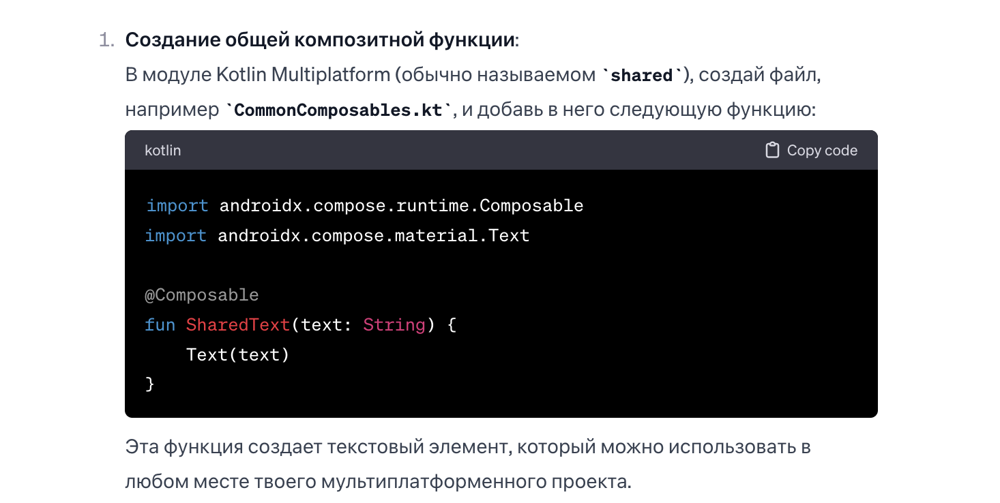 1. Создание общей композитной функции:
В модуле Kotlin Multiplatform (обычно называемом `shared`), создай файл,
например `CommonComposables.kt`, и добавь в него следующую функцию:
kotlin Copy code
import androidx.compose.runtime.Composable
import androidx.compose.material.Text
@Composable
fun SharedText(text: String) {
    Text(text)
}
Эта функция создает текстовый элемент, который можно использовать в
любом месте твоего мультиплатформенного проекта.